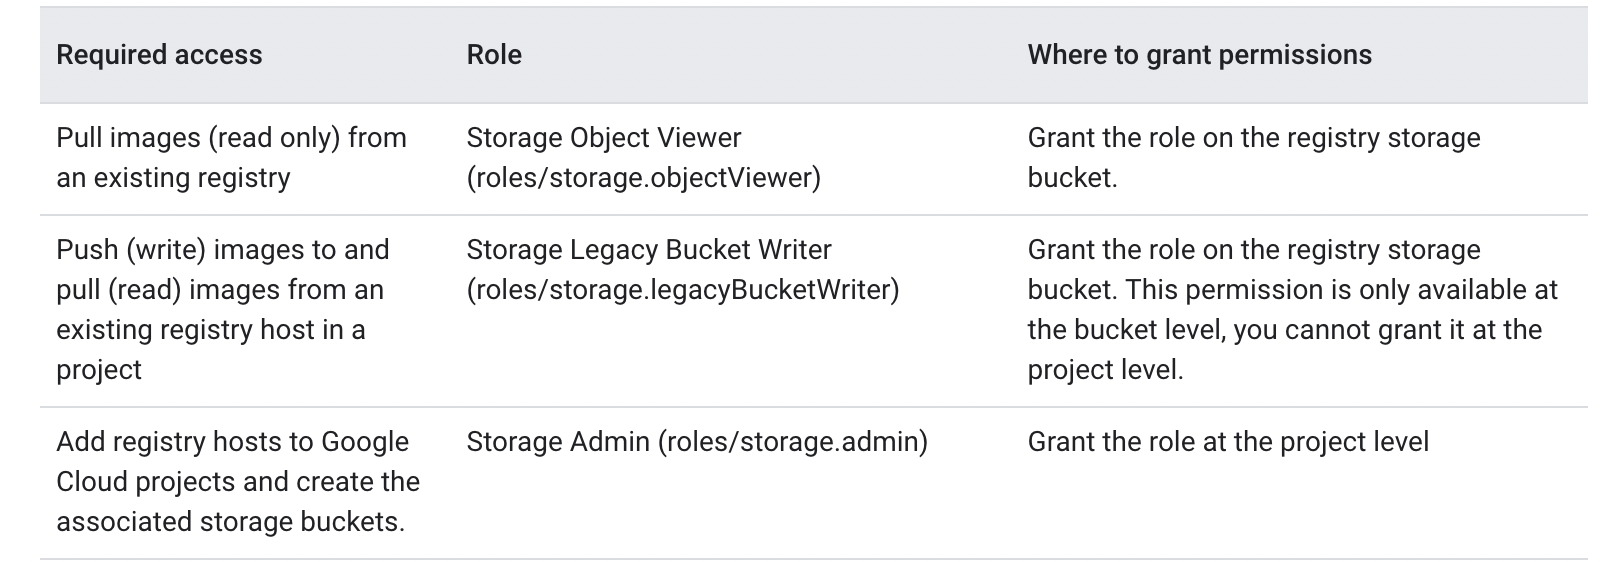 Required access
Role
Where to grant permissions
Pull images (read only) from
an existing registry
Storage Object Viewer
(roles/storage.objectViewer)
Grant the role on the registry storage
bucket.
Push (write) images to and
pull (read) images from an
existing registry host in a
project
Storage Legacy Bucket Writer
(roles/storage.legacyBucketWriter)
Grant the role on the registry storage
bucket. This permission is only available at
the bucket level, you cannot grant it at the
project level.
Add registry hosts to Google
Cloud projects and create the
associated storage buckets.
Storage Admin (roles/storage.admin)
Grant the role at the project level